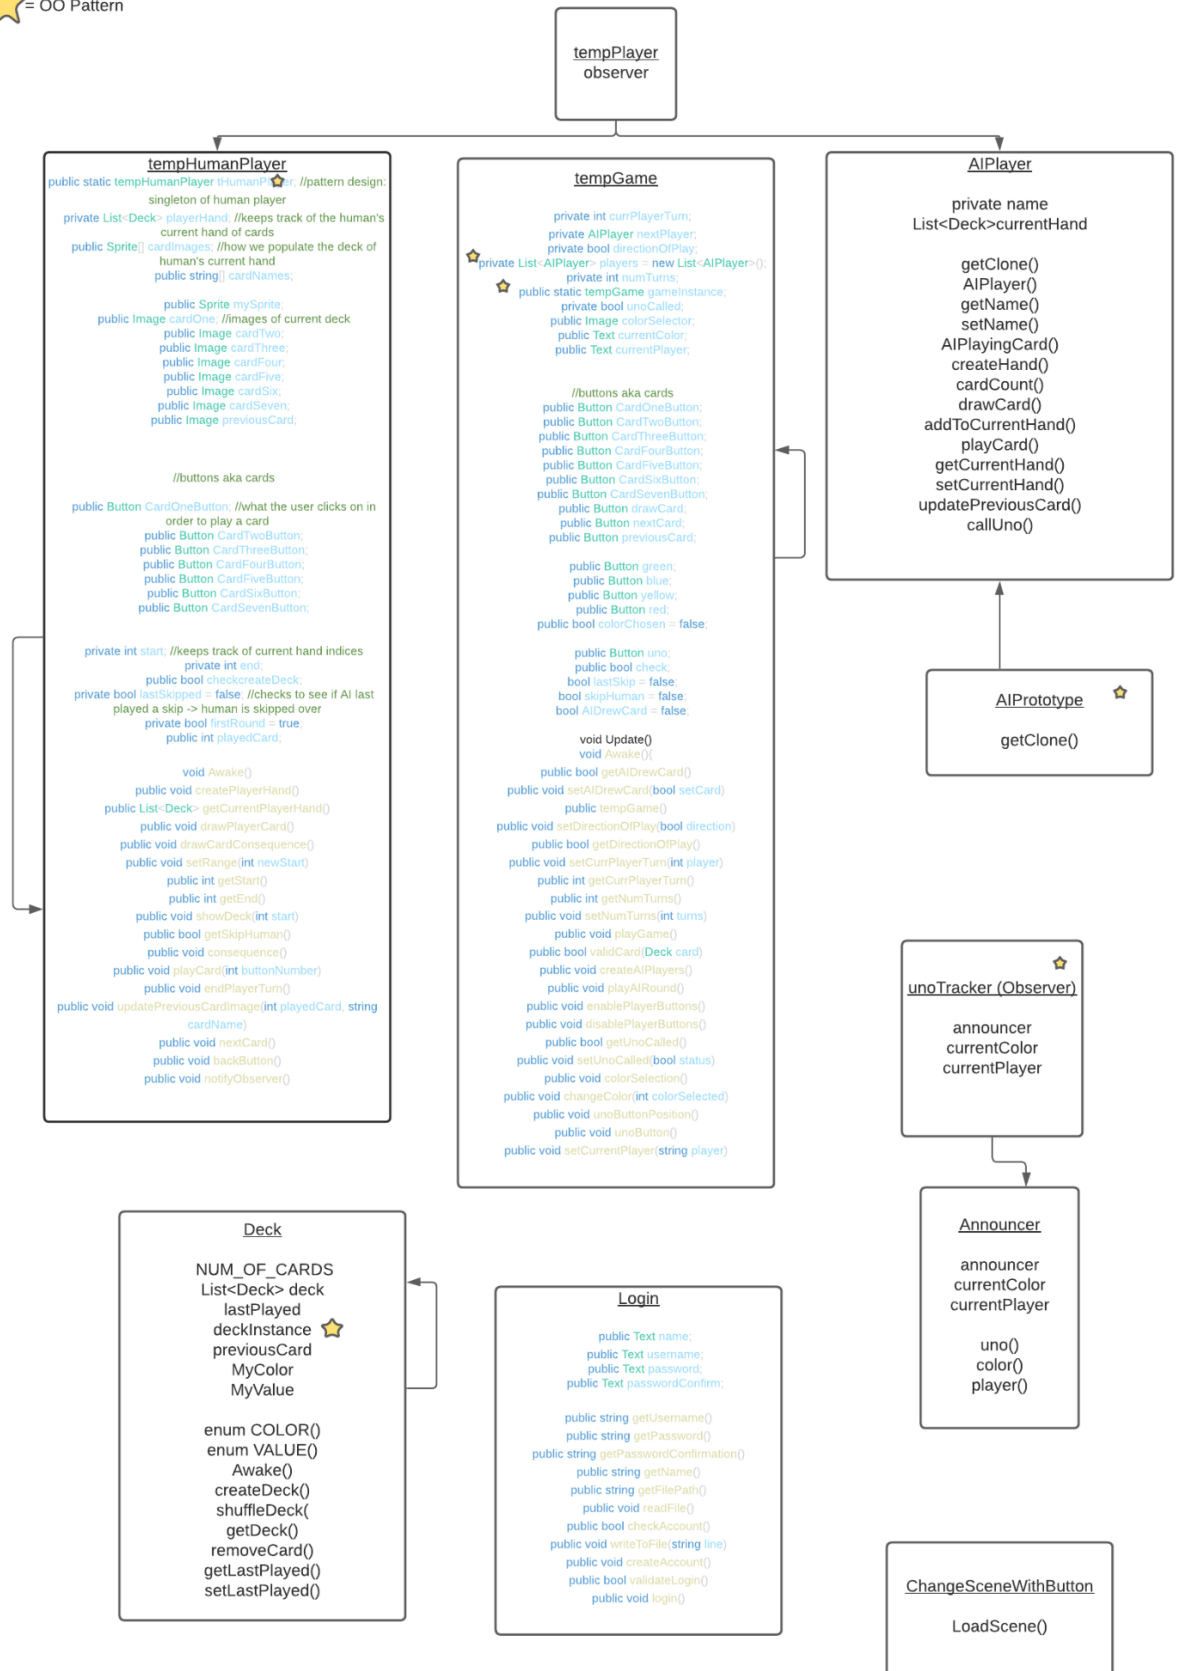 = OO Pattern
tempPlayer
observer
tempHumanPlayer
public static tempHumanPlayer tHumanPlayer; //pattern design:
singleton of human player
private List<Deck> playerHand; //keeps track of the human's
current hand of cards
public Sprite[] cardImages; //how we populate the deck of
human's current hand
public string[] cardNames;
public Sprite mySprite;
public Image cardOne; //images of current deck
public Image cardTwo;
public Image cardThree;
public Image cardFour;
public Image cardFive;
public Image cardSix;
public Image cardSeven;
public Image previousCard;
//buttons aka cards
public Button CardOneButton; //what the user clicks on in
order to play a card
public Button CardTwoButton;
public Button CardThreeButton;
public Button CardFourButton;
public Button CardFiveButton;
public Button CardSixButton;
public Button CardSevenButton;
private int start; //keeps track of current hand indices
private int end;
public bool checkcreateDeck;
private bool lastSkipped = false; //checks to see if AI last
played a skip -> human is skipped over
private bool firstRound = true;
public int playedCard;
void Awake()
public void createPlayerHand()
public List<Deck> getCurrentPlayerHand()
public void drawPlayerCard()
public void drawCardConsequence()
public void setRange(int newStart)
public int getStart()
public int getEnd()
public void showDeck(int start)
public bool getSkipHuman()
public void consequence()
public void playCard(int buttonNumber)
public void endPlayerTurn()
public void updatePreviousCardImage(int playedCard, string
cardName)
public void nextCard()
public void backButton()
public void notifyObserver()
tempGame
private int currPlayerTurn;
private AIPlayer nextPlayer;
private bool directionOfPlay;
private List<AIPlayer> players = new List<AIPlayer>();
private int numTurns;
public static tempGame gameInstance;
private bool unoCalled;
public Image colorSelector;
public Text currentColor;
public Text currentPlayer;
//buttons aka cards
public Button CardOneButton;
public Button CardTwoButton;
public Button CardThreeButton;
public Button CardFourButton;
public Button CardFiveButton;
public Button CardSixButton;
public Button CardSevenButton;
public Button drawCard;
public Button nextCard;
public Button previousCard;
public Button green;
public Button blue;
public Button yellow;
public Button red;
public bool colorChosen = false;
public Button uno;
public bool check;
bool lastSkip = false;
bool skipHuman = false;
bool AIDrewCard = false;
void Update()
void Awake(){
public bool getAIDrewCard()
public void setAIDrewCard(bool setCard)
public tempGame()
public void setDirectionOfPlay(bool direction)
public bool getDirectionOfPlay()
public void setCurrPlayerTurn(int player)
public int getCurrPlayerTurn()
public int getNumTurns()
public void setNumTurns(int turns)
public void playGame()
public bool validCard(Deck card)
public void createAIPlayers()
public void playAIRound()
public void enablePlayerButtons()
public void disablePlayerButtons()
public bool getUnoCalled()
public void setUnoCalled(bool status)
public void colorSelection()
public void changeColor(int colorSelected)
public void unoButtonPosition()
public void unoButton()
public void setCurrentPlayer(string player)
AIPlayer
private name
List<Deck>currentHand
getClone()
AIPlayer()
getName()
setName()
AIPlayingCard()
createHand()
cardCount()
drawCard()
addToCurrentHand()
playCard()
getCurrentHand()
setCurrentHand()
updatePreviousCard()
callUno()
AIPrototype
getClone()
unoTracker (Observer)
announcer
currentColor
currentPlayer
Announcer
announcer
currentColor
currentPlayer
uno()
color()
player()
Deck
NUM_OF_CARDS
List<Deck> deck
lastPlayed
deckInstance
previousCard
MyColor
MyValue
enum COLOR()
enum VALUE()
Awake()
createDeck()
shuffleDeck(
getDeck()
removeCard()
getLastPlayed()
setLastPlayed()
Login
public Text name;
public Text username;
public Text password;
public Text passwordConfirm;
public string getUsername()
public string getPassword()
public string getPasswordConfirmation()
public string getName()
public string getFilePath()
public void readFile()
public bool checkAccount()
public void writeToFile(string line)
public void createAccount()
public bool validateLogin()
public void login()
ChangeSceneWithButton
LoadScene()